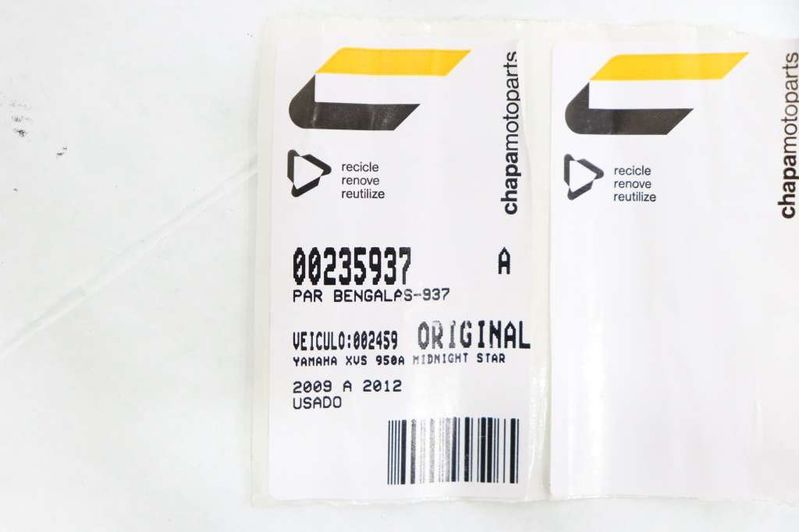 chapamotoparts
recicle
renove
reutilize
00235937 A
PAR BENGALAS-937
VEICULO:002459 ORIGINAL
YAMAHA XVS 950A MIDNIGHT STAR
2009 A 2012
USADO
chapamotoparts
recicle
renove
reutilize